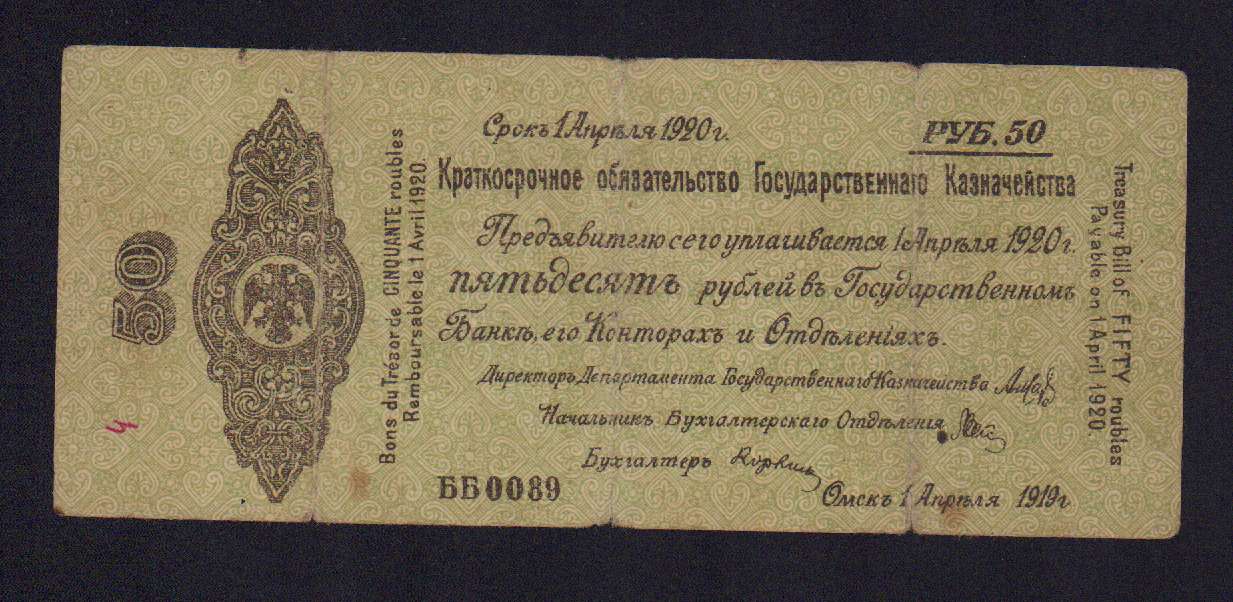 50
Bons du Trésor de CINQUANTE roubles
Remboursable le 1 Avril 1920.
Срокъ 1 Апрѣля 1920 г.
РУБ. 50
Краткосрочное обязательство Государственнаго Казначейства
Предъявителю сего уплачивается 1 Апрѣля 1920 г.
пятьдесятъ рублей въ Государственномъ
Банкѣ, его Конторахъ и Отдѣленіяхъ.
Директоръ Департамента Государственнаго Казначейства
Начальникъ Бухгалтерскаго Отдѣленія
Бухгалтеръ
ББ0089
Омскъ 1 Апрѣля 1919 г
Treasury Bill of FIFTY roubles
Payable on 1 April 1920